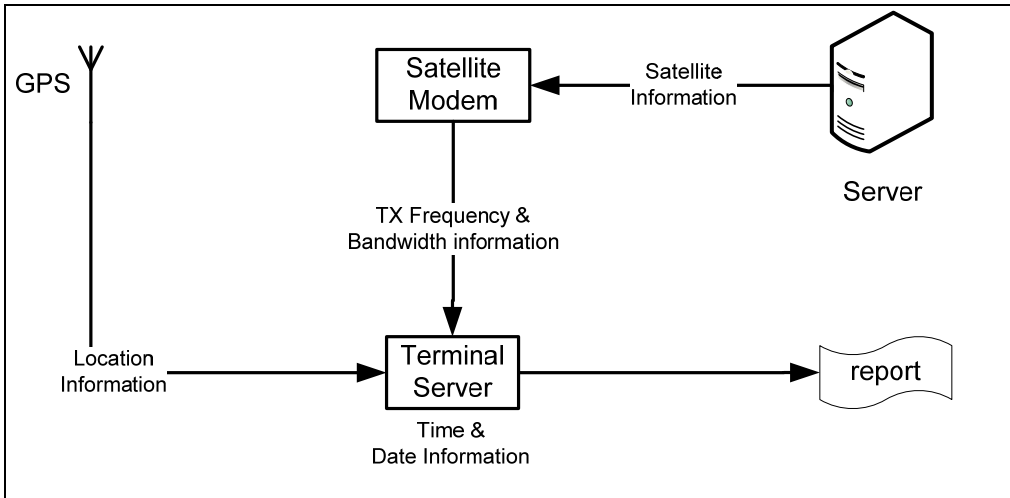 GPS
Satellite
Modem
Satellite
Information
Server
TX Frequency &
Bandwidth information
Location
Information
Terminal
Server
report
Time &
Date Information